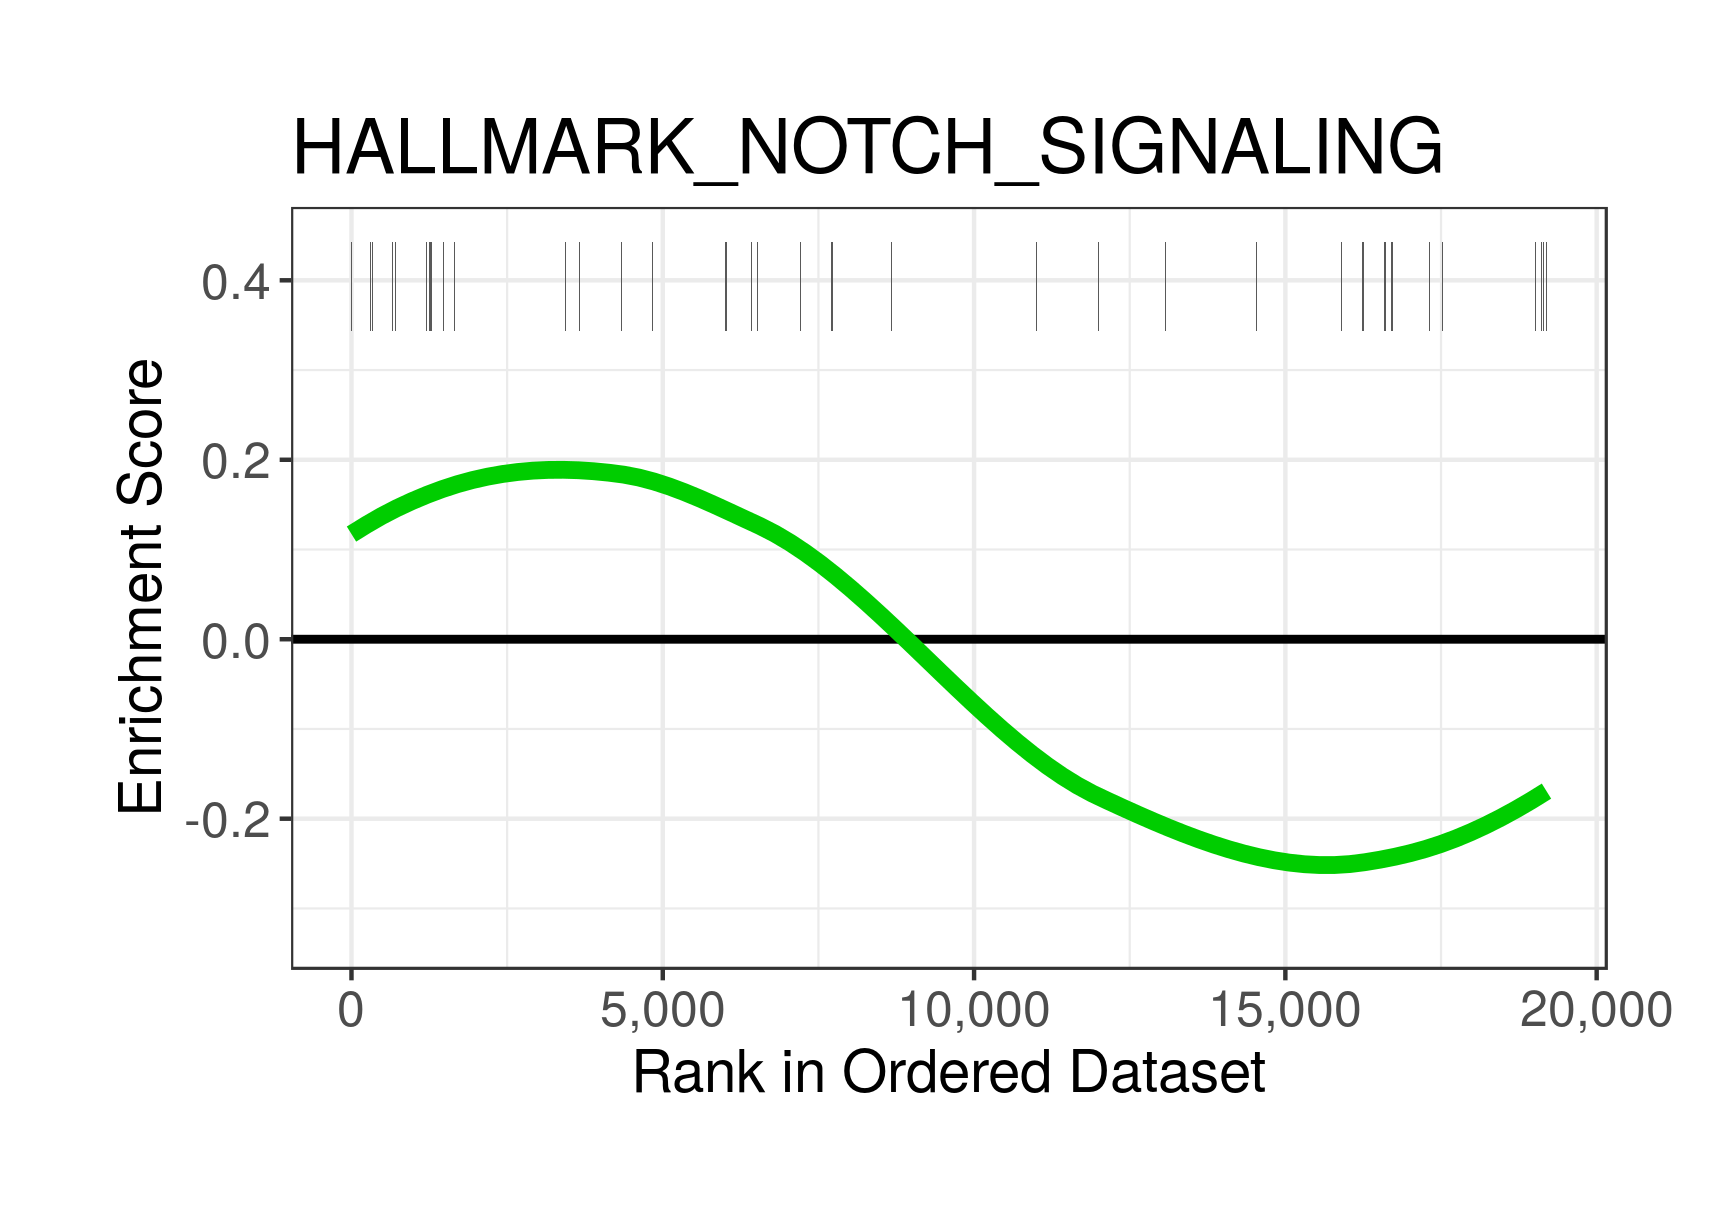 HALLMARK_NOTCH_SIGNALING
Enrichment Score
0.4
0.2
0.0
-0.2
0 5,000 10,000 15,000 20,000
Rank in Ordered Dataset